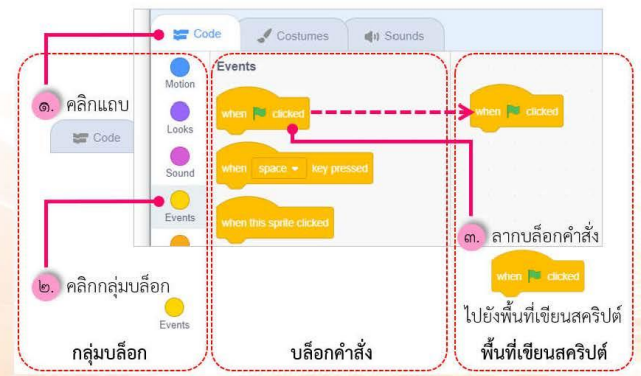 Code
Costumes
Sounds
Motion
Looks
Sound
Events
Events
when clicked
when space key pressed
when this sprite clicked
when clicked
๑. คลิกแถบ
Code
๒. คลิกกลุ่มบล็อก
Events
๓. ลากบล็อกคำสั่ง
when clicked
ไปยังพื้นที่เขียนสคริปต์
กลุ่มบล็อก
บล็อกคำสั่ง
พื้นที่เขียนสคริปต์